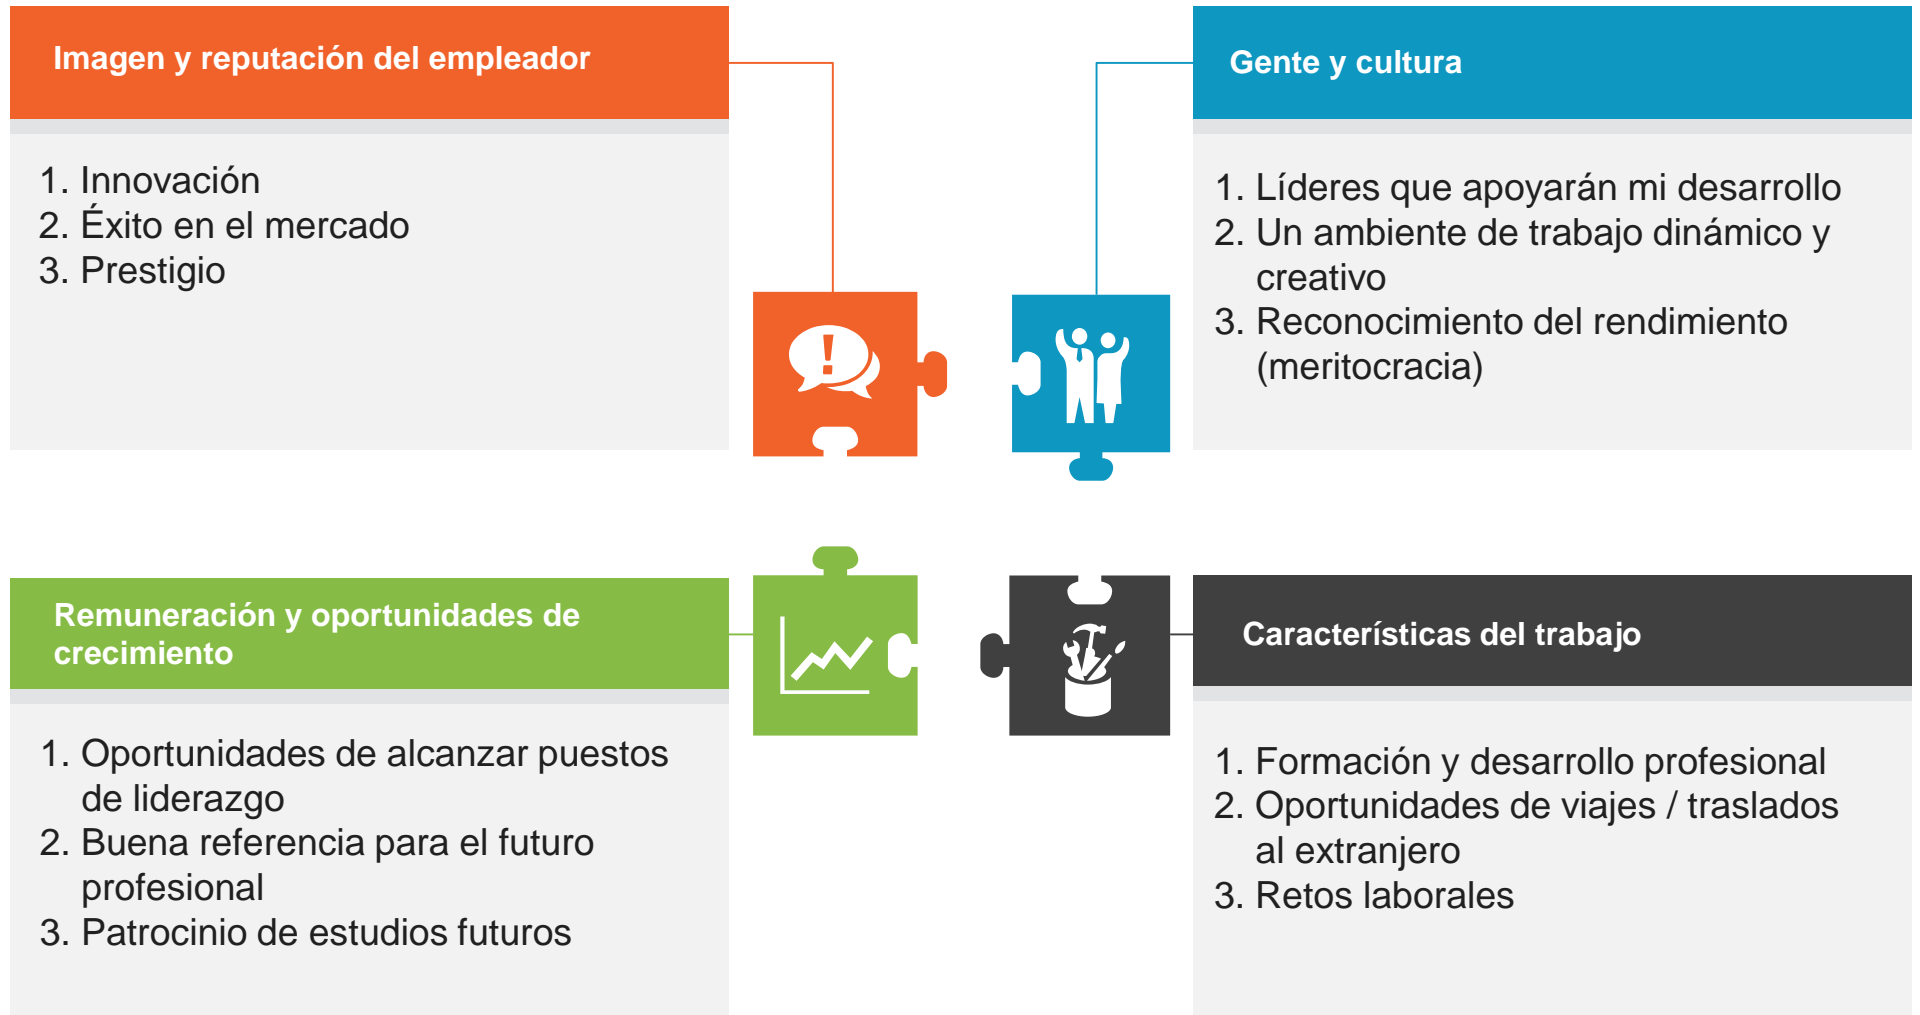 Imagen y reputación del empleador
1. Innovación
2. Éxito en el mercado
3. Prestigio
Gente y cultura
1. Líderes que apoyarán mi desarrollo
2. Un ambiente de trabajo dinámico y
creativo
3. Reconocimiento del rendimiento
(meritocracia)
Remuneración y oportunidades de
crecimiento
1. Oportunidades de alcanzar puestos
de liderazgo
2. Buena referencia para el futuro
profesional
3. Patrocinio de estudios futuros
Características del trabajo
1. Formación y desarrollo profesional
2. Oportunidades de viajes / traslados
al extranjero
3. Retos laborales